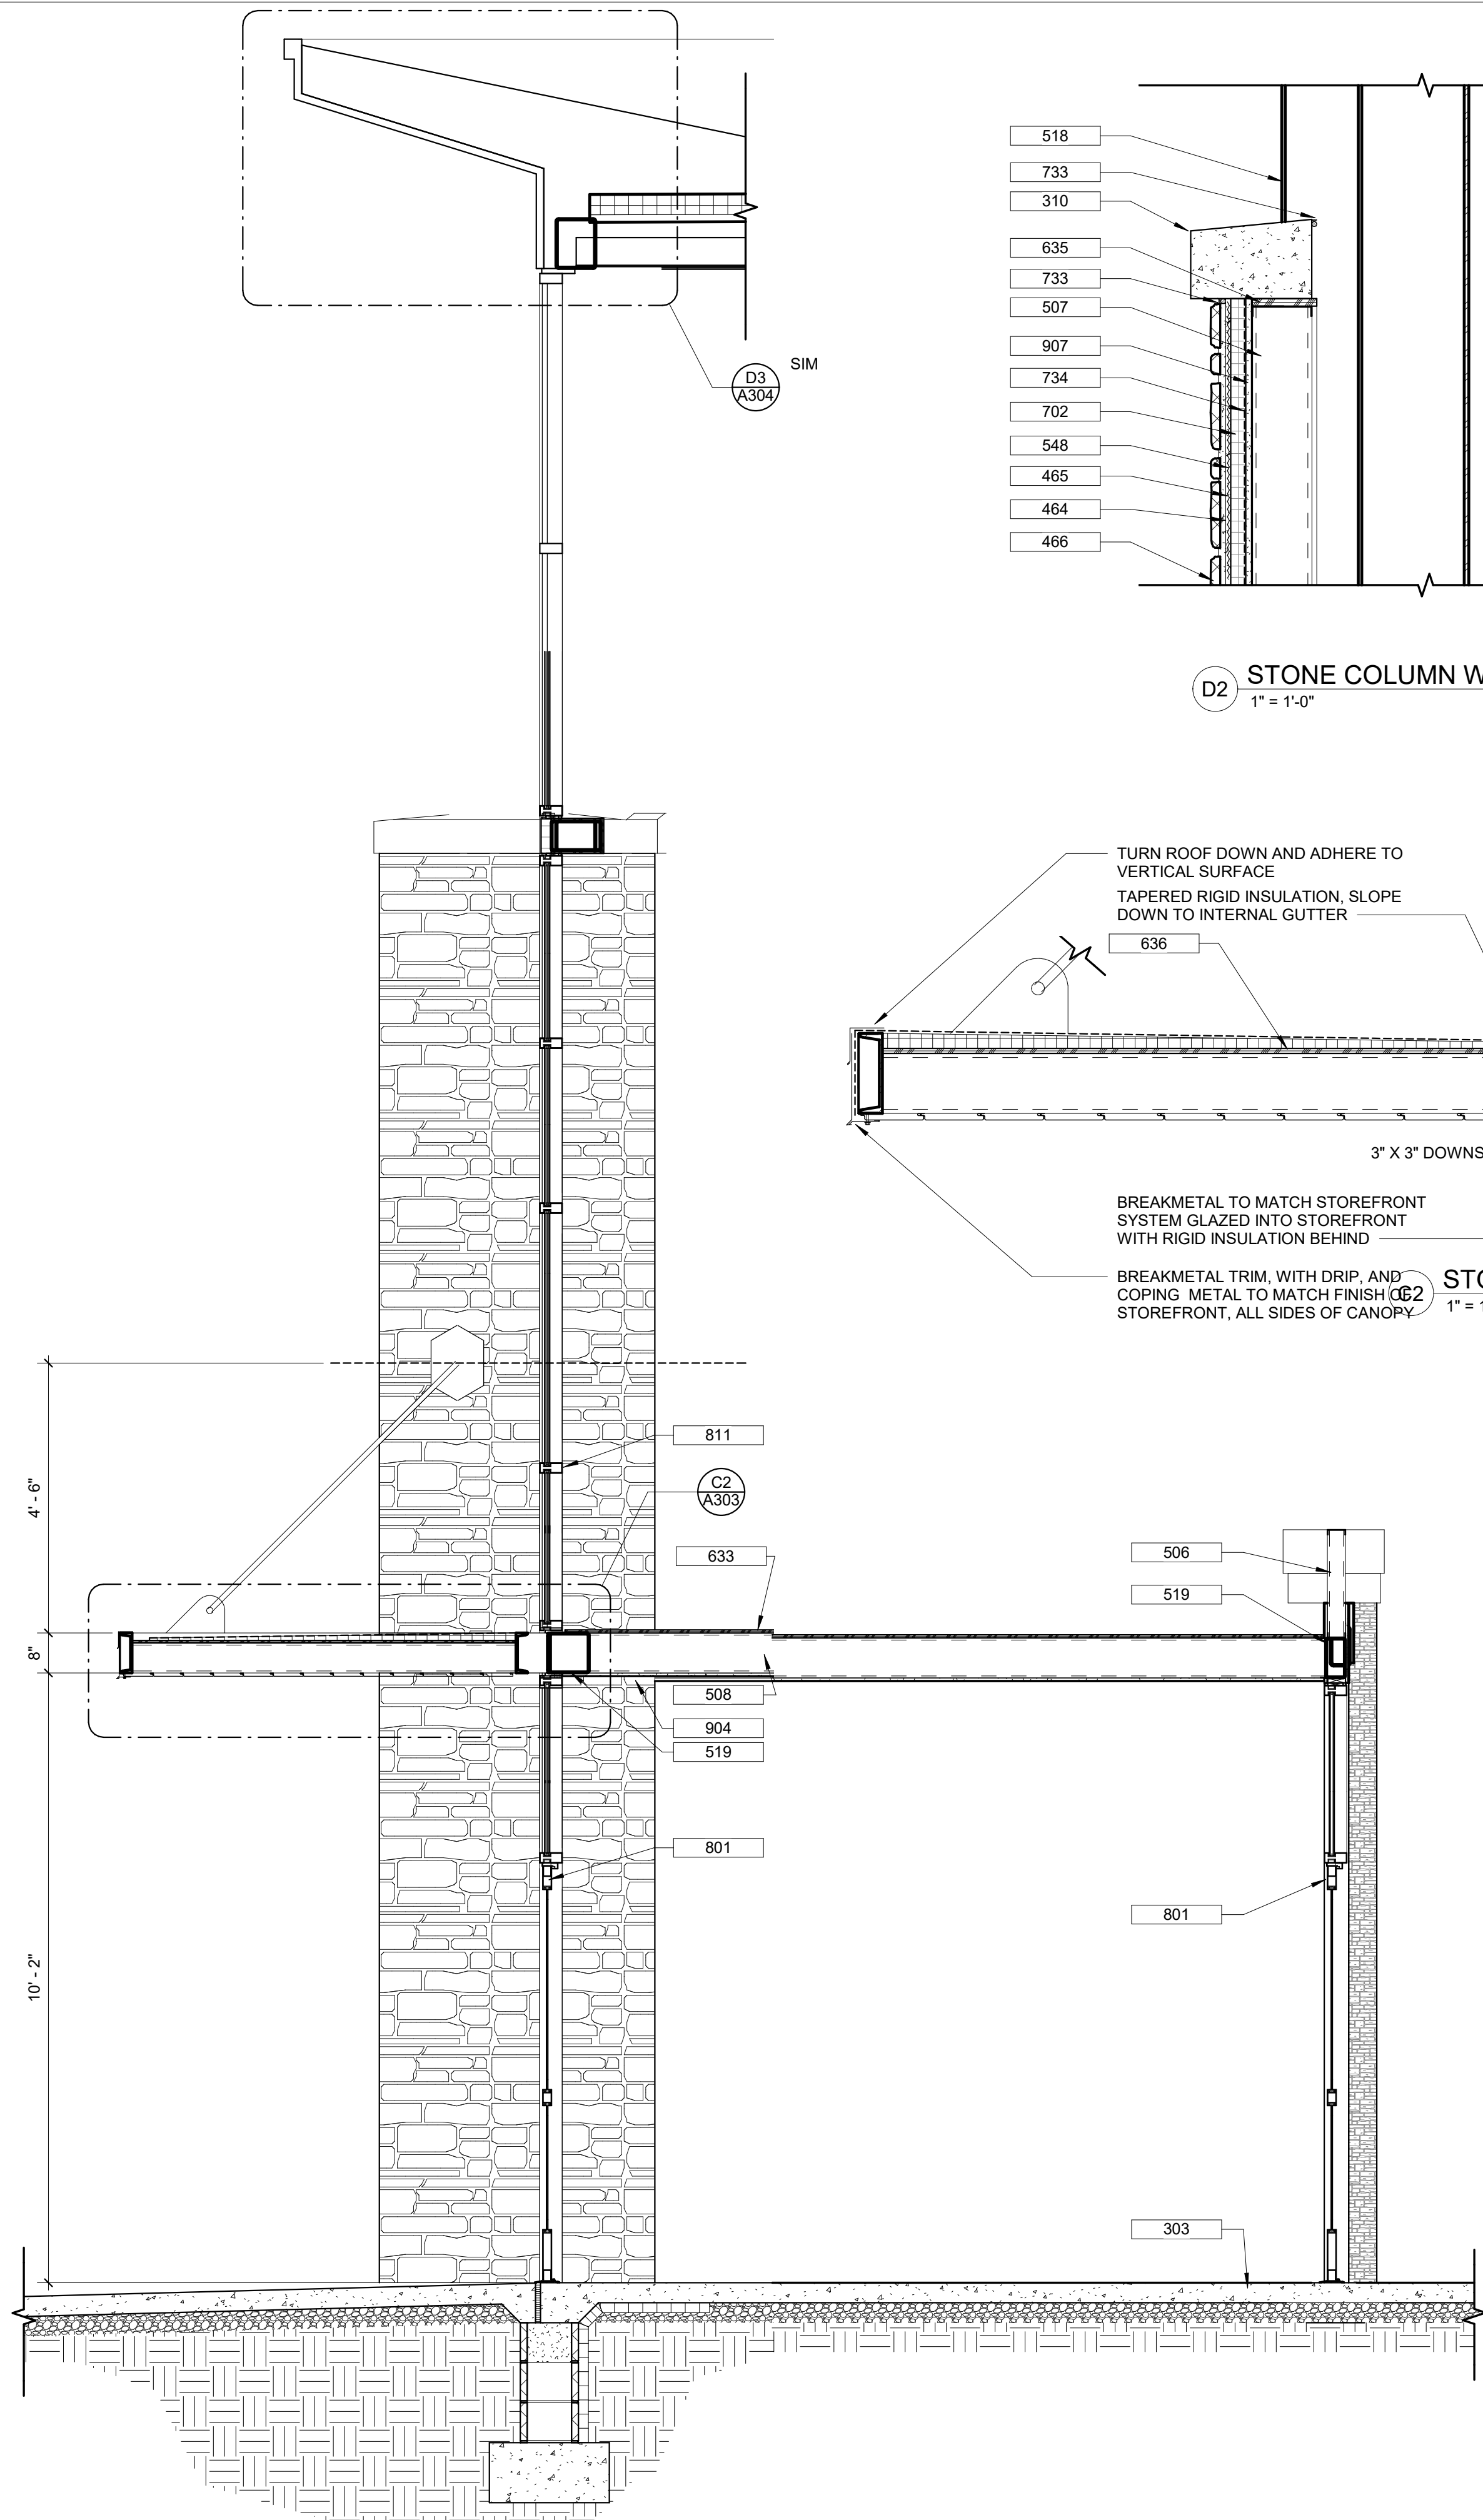 518
733
310
635
733
507
907
734
702
548
465
464
466
D3
A304
SIM
D2
STONE COLUMN W
1" = 1'-0"
TURN ROOF DOWN AND ADHERE TO
VERTICAL SURFACE
TAPERED RIGID INSULATION, SLOPE
DOWN TO INTERNAL GUTTER
636
3" X 3" DOWNS
BREAKMETAL TO MATCH STOREFRONT
SYSTEM GLAZED INTO STOREFRONT
WITH RIGID INSULATION BEHIND
BREAKMETAL TRIM, WITH DRIP, AND
COPING METAL TO MATCH FINISH OF
STOREFRONT, ALL SIDES OF CANOPY
C2
STO
1" = 1
4' - 6"
8"
10' - 2"
811
C2
A303
633
508
904
519
801
506
519
801
303